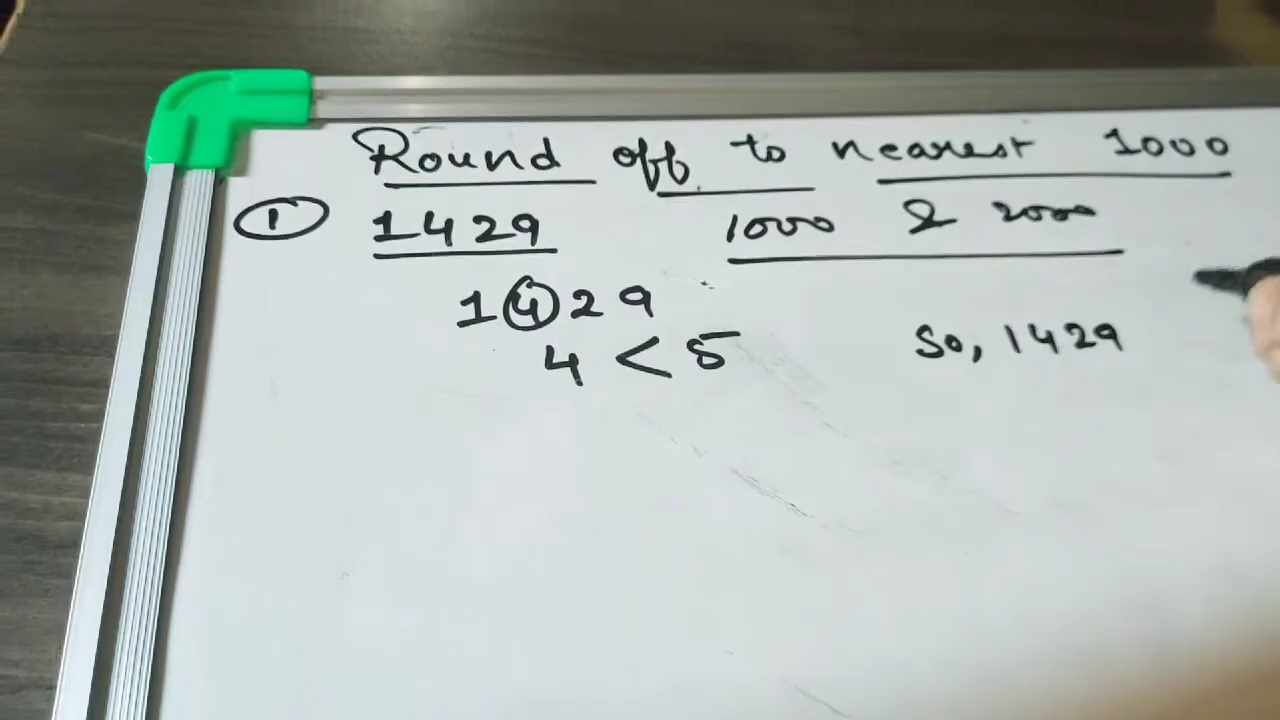 Round off to nearest 1000
① 1429 1000 & 2000
1429
4 < 5 So, 1429